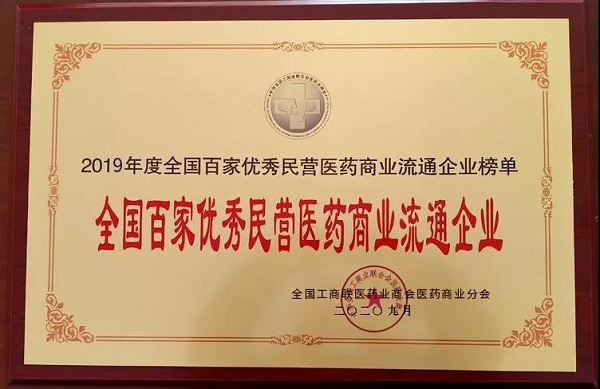 2019年度全国百家优秀民营医药商业流通企业榜单
全国百家优秀民营医药商业流通企业
全国工商联医药业商会医药商业分会
二〇二〇九月